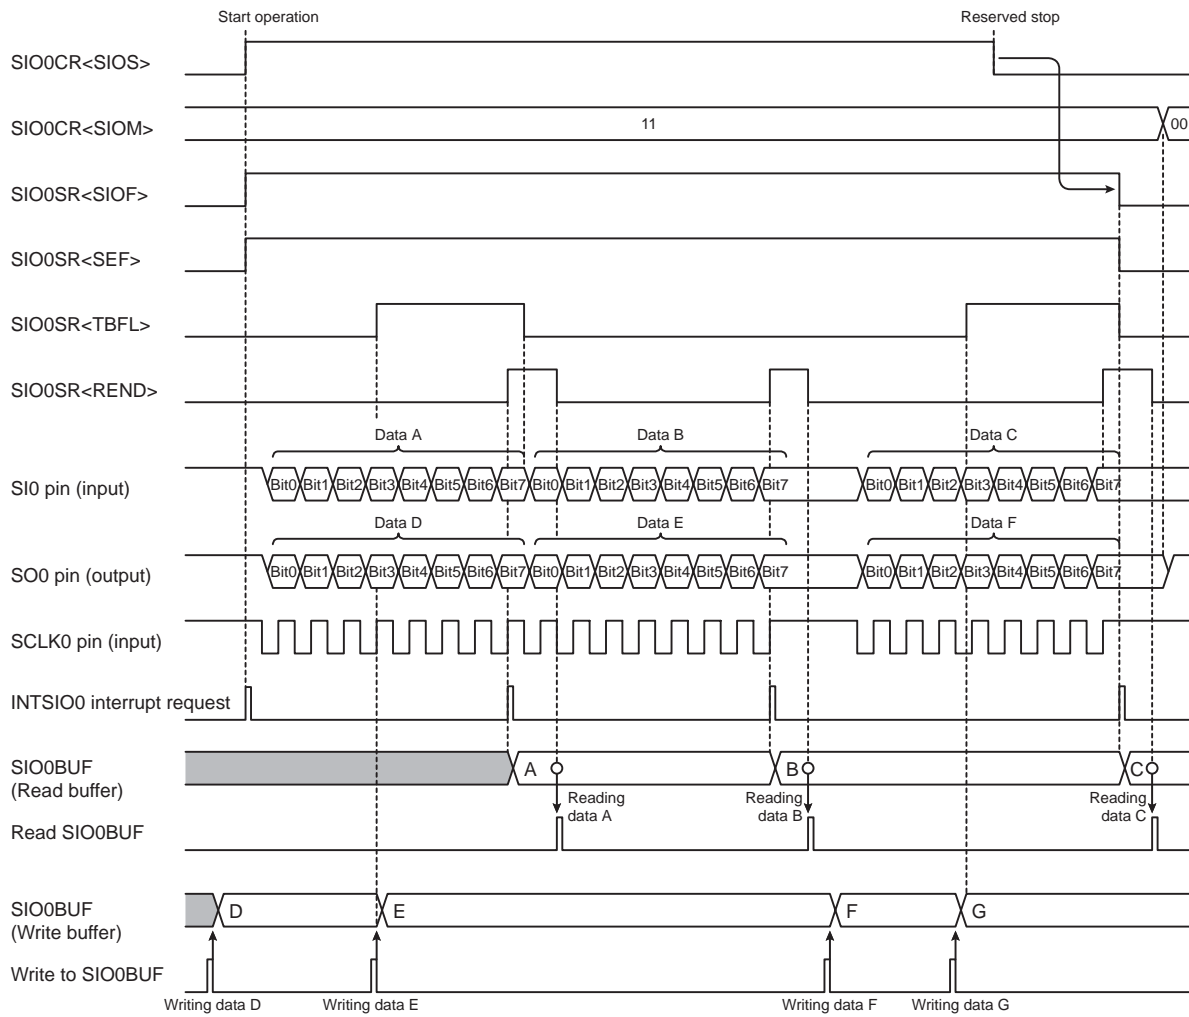 Start operation
Reserved stop
SIO0CR<SIOS>
SIO0CR<SIOM>
11
00
SIO0SR<SIOF>
SIO0SR<SEF>
SIO0SR<TBFL>
SIO0SR<REND>
Data A
Data B
Data C
SI0 pin (input)
Bit0 Bit1 Bit2 Bit3 Bit4 Bit5 Bit6 Bit7 Bit0 Bit1 Bit2 Bit3 Bit4 Bit5 Bit6 Bit7 Bit0 Bit1 Bit2 Bit3 Bit4 Bit5 Bit6 Bit7
Data D
Data E
Data F
SO0 pin (output)
Bit0 Bit1 Bit2 Bit3 Bit4 Bit5 Bit6 Bit7 Bit0 Bit1 Bit2 Bit3 Bit4 Bit5 Bit6 Bit7 Bit0 Bit1 Bit2 Bit3 Bit4 Bit5 Bit6 Bit7
SCLK0 pin (input)
INTSIO0 interrupt request
SIO0BUF
(Read buffer)
A
B
C
Reading
data A
Reading
data B
Reading
data C
Read SIO0BUF
SIO0BUF
(Write buffer)
D
E
F
G
Write to SIO0BUF
Writing data D
Writing data E
Writing data F
Writing data G